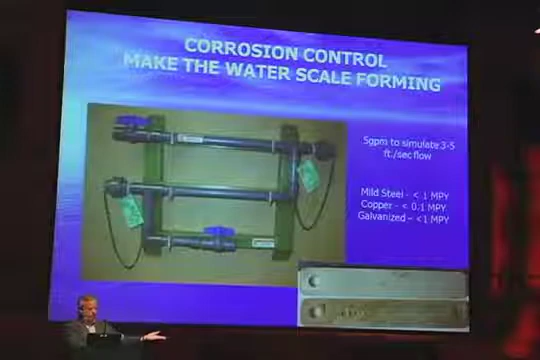 CORROSION CONTROL
MAKE THE WATER SCALE FORMING
5gpm to simulate 3-5
ft./sec flow
Mild Steel - < 1 MPY
Copper - < 0.1 MPY
Galvanized - <1 MPY